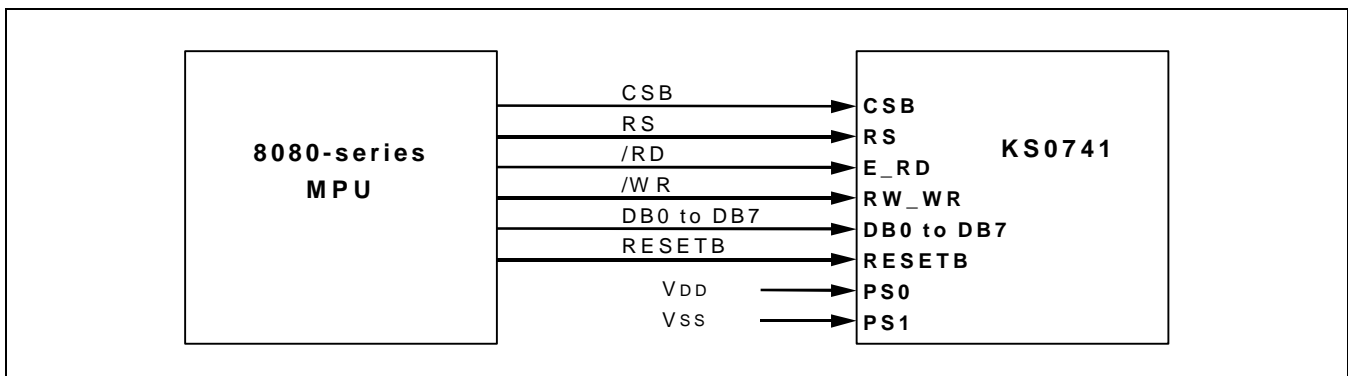 8080-series
MPU
CSB
RS
/RD
/WR
DB0 to DB7
RESETB
VDD
VSS
CSB
RS
E_RD
RW_WR
DB0 to DB7
RESETB
PS0
PS1
KS0741